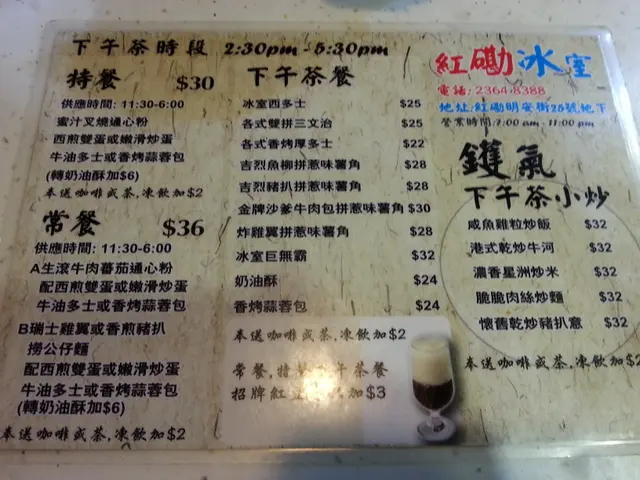 下午茶時段 2:30pm - 5:30pm
特餐 $30
供應時間: 11:30-6:00
蜜汁叉燒通心粉
西煎雙蛋或嫩滑炒蛋
牛油多士或香烤蒜蓉包
(轉奶油酥加$6)
奉送咖啡或茶,凍飲加$2
常餐 $36
供應時間: 11:30-6:00
A生滾牛肉蕃茄通心粉
配西煎雙蛋或嫩滑炒蛋
牛油多士或香烤蒜蓉包
B瑞士雞翼或香煎豬扒
撈公仔麵
配西煎雙蛋或嫩滑炒蛋
牛油多士或香烤蒜蓉包
(轉奶油酥加$6)
奉送咖啡或茶,凍飲加$2
下午茶餐
冰室西多士 $25
各式雙拼三文治 $25
各式香烤厚多士 $22
吉烈魚柳拼惹味薯角 $28
吉烈豬扒拼惹味薯角 $28
金牌沙爹牛肉包拼惹味薯角 $30
炸雞翼拼惹味薯角 $28
冰室巨無霸 $32
奶油酥 $24
香烤蒜蓉包 $24
奉送咖啡或茶,凍飲加$2
常餐,特 午茶餐
招牌紅豆 加$3
紅磡冰室
電話: 2364-8388
地址:紅磡明安街25號地下
營業時間:7:00 am - 11:00 pm
鑊氣
下午茶小炒
咸魚雞粒炒飯 $32
港式乾炒牛河 $32
濃香星洲炒米 $32
脆脆肉絲炒麵 $32
懷舊乾炒豬扒意 $32
奉送咖啡或茶,凍飲加$2